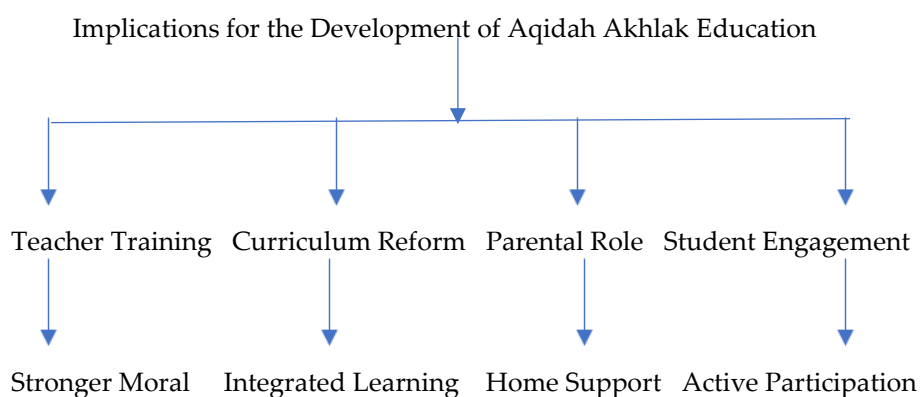 Implications for the Development of Aqidah Akhlak Education
Teacher Training Curriculum Reform Parental Role Student Engagement
Stronger Moral Integrated Learning Home Support Active Participation